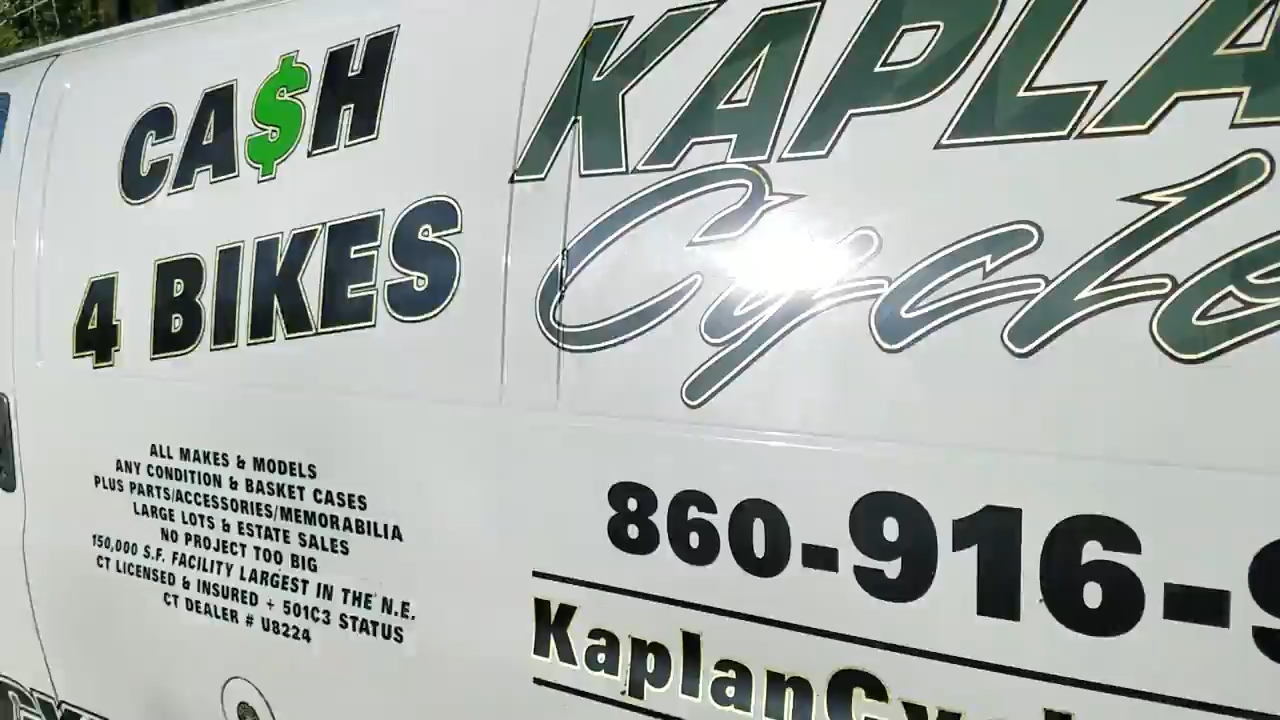 CA$H
4 BIKES
ALL MAKES & MODELS
ANY CONDITION & BASKET CASES
PLUS PARTS/ACCESSORIES/MEMORABILIA
LARGE LOTS & ESTATE SALES
NO PROJECT TOO BIG
150,000 S.F. FACILITY LARGEST IN THE N.E.
CT LICENSED & INSURED + 501C3 STATUS
CT DEALER # U8224
KAPLA
Cycle
860-916-9
KaplanCycl